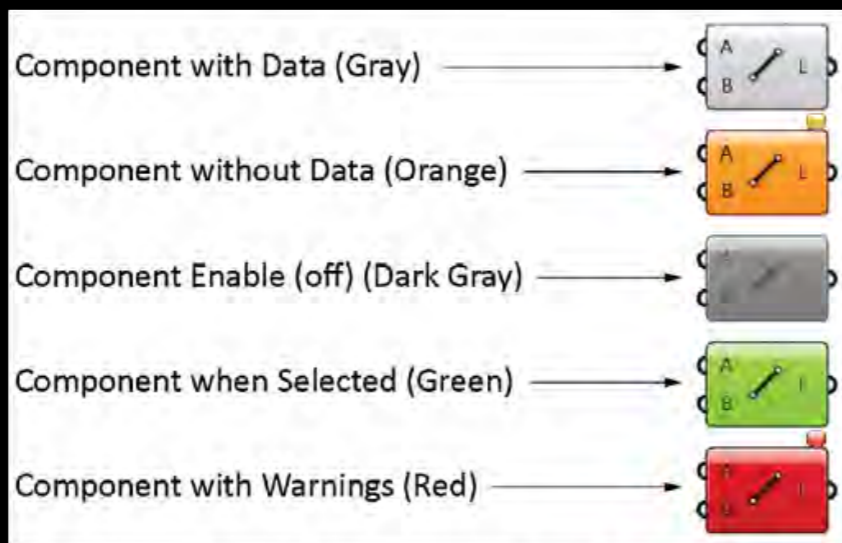 Component with Data (Gray)
A
B
L
Component without Data (Orange)
A
B
L
Component Enable (off) (Dark Gray)
Component when Selected (Green)
A
B
L
Component with Warnings (Red)